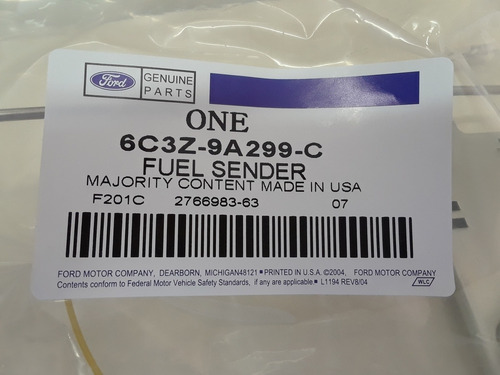 Ford
GENUINE
PARTS
ONE
6C3Z-9A299-C
FUEL SENDER
MAJORITY CONTENT MADE IN USA
F201C 2766983-63 07
FORD MOTOR COMPANY, DEARBORN, MICHIGAN48121 ■ PRINTED IN U.S.A. ©2004, FORD MOTOR COMPANY
Contents conform to Federal Motor Vehicle Safety Standards, if any are applicable ■ L1194 REV8/04 WLC